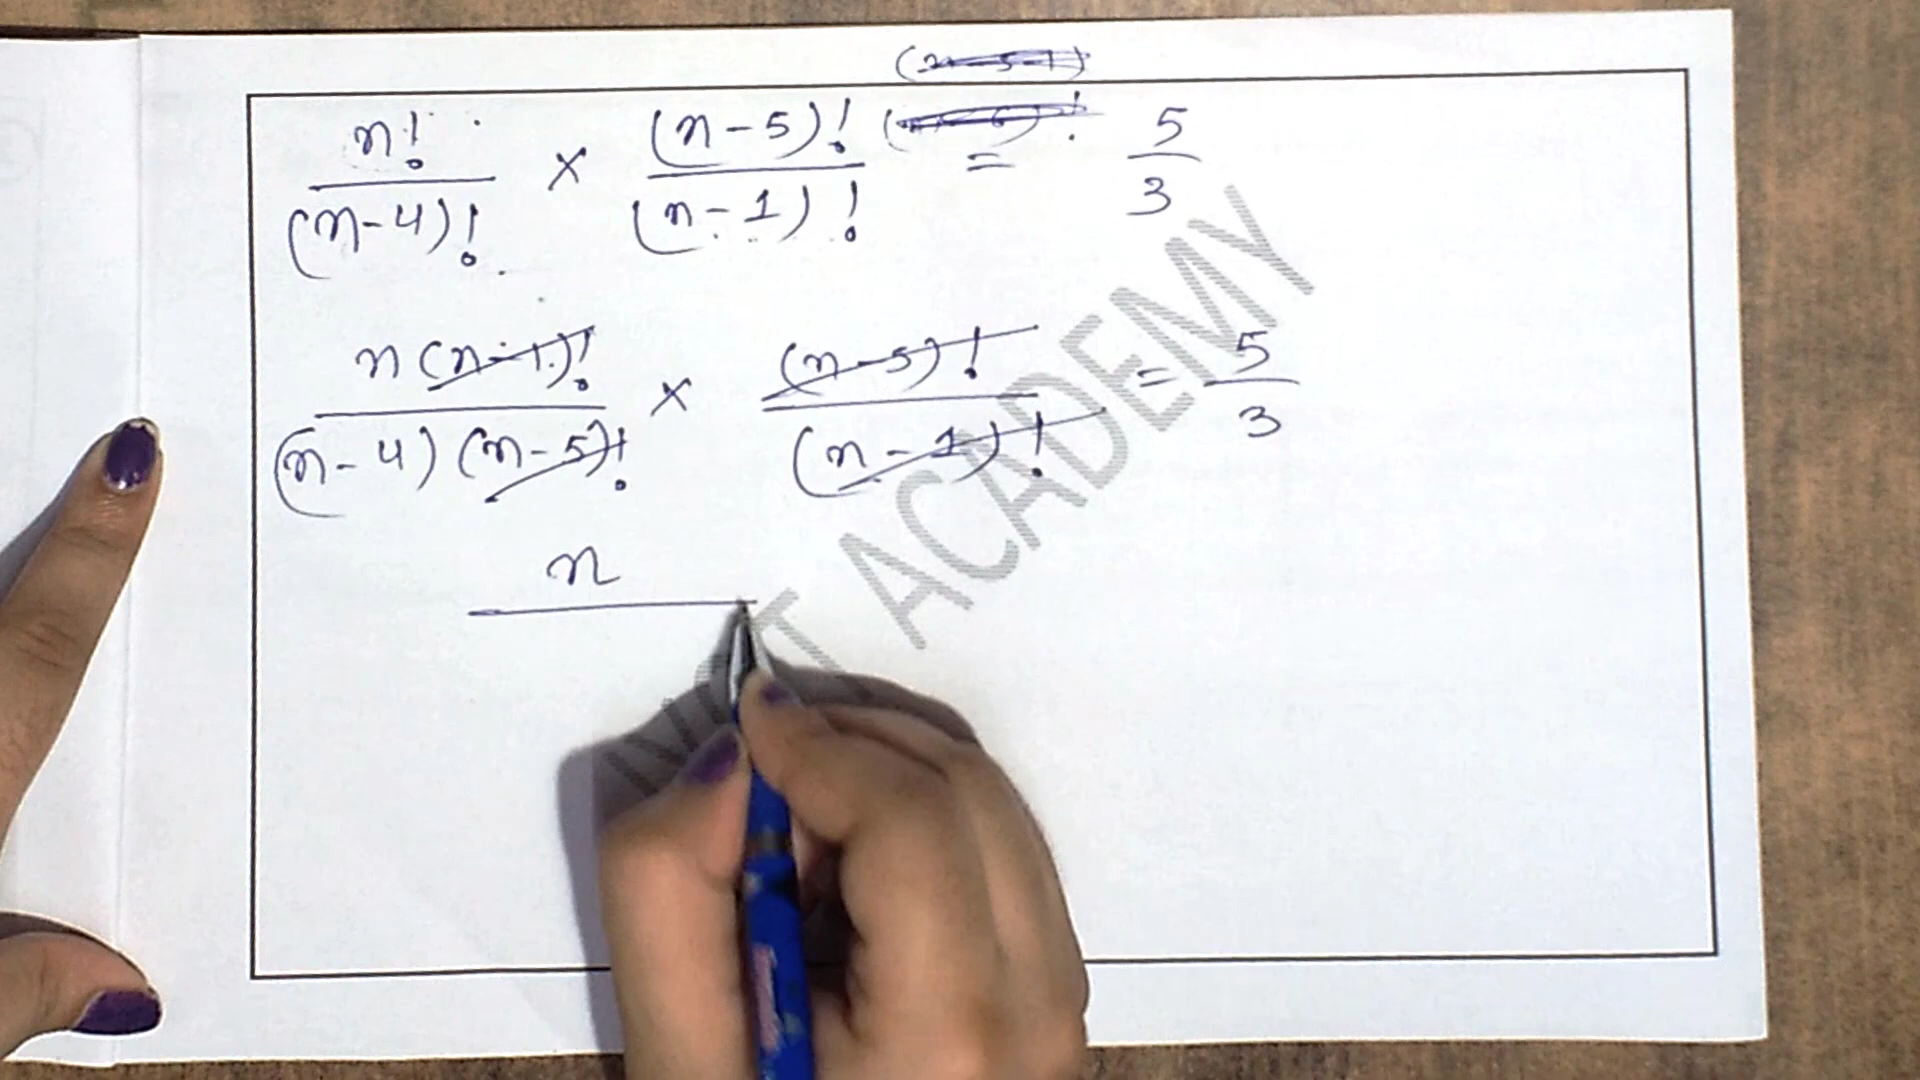 n! / (n-4)! × (n-5)! / (n-1)! = 5/3
n(n-1)! / (n-4)(n-5)! × (n-5)! / (n-1)! = 5/3
n
ACADEMY